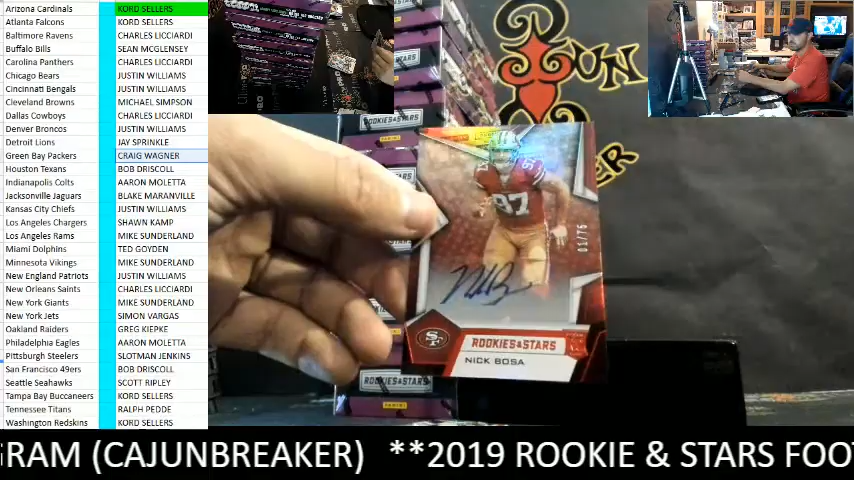 Arizona Cardinals KORD SELLERS
Atlanta Falcons KORD SELLERS
Baltimore Ravens CHARLES LICCIARDI
Buffalo Bills SEAN MCGLENSEY
Carolina Panthers CHARLES LICCIARDI
Chicago Bears JUSTIN WILLIAMS
Cincinnati Bengals JUSTIN WILLIAMS
Cleveland Browns MICHAEL SIMPSON
Dallas Cowboys CHARLES LICCIARDI
Denver Broncos JUSTIN WILLIAMS
Detroit Lions JAY SPRINKLE
Green Bay Packers CRAIG WAGNER
Houston Texans BOB DRISCOLL
Indianapolis Colts AARON MOLETTA
Jacksonville Jaguars BLAKE MARANVILLE
Kansas City Chiefs JUSTIN WILLIAMS
Los Angeles Chargers SHAWN KAMP
Los Angeles Rams MIKE SUNDERLAND
Miami Dolphins TED GOYDEN
Minnesota Vikings MIKE SUNDERLAND
New England Patriots JUSTIN WILLIAMS
New Orleans Saints CHARLES LICCIARDI
New York Giants MIKE SUNDERLAND
New York Jets SIMON VARGAS
Oakland Raiders GREG KIEPKE
Philadelphia Eagles AARON MOLETTA
Pittsburgh Steelers SLOTMAN JENKINS
San Francisco 49ers BOB DRISCOLL
Seattle Seahawks SCOTT RIPLEY
Tampa Bay Buccaneers KORD SELLERS
Tennessee Titans RALPH PEDDE
Washington Redskins KORD SELLERS
97
01/75
ROOKIES & STARS
NICK BOSA
SF
ROOKIES & STARS
PANINI
GRAM (CAJUNBREAKER) **2019 ROOKIE & STARS FOO